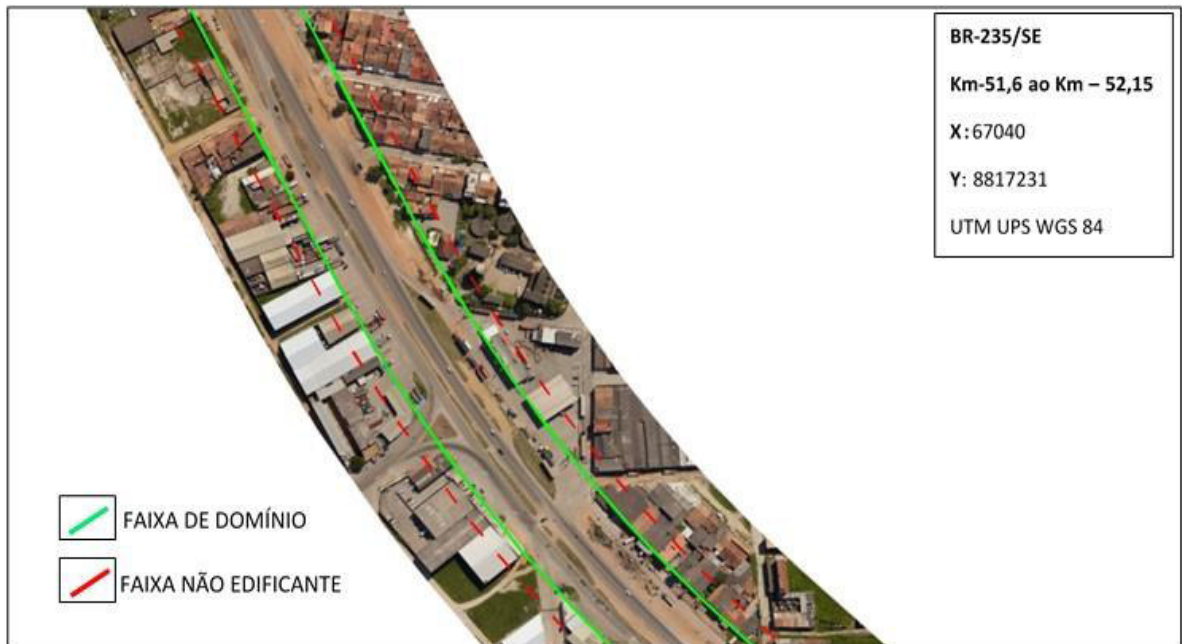 BR-235/SE
Km-51,6 ao Km – 52,15
X: 67040
Y: 8817231
UTM UPS WGS 84
FAIXA DE DOMÍNIO
FAIXA NÃO EDIFICANTE